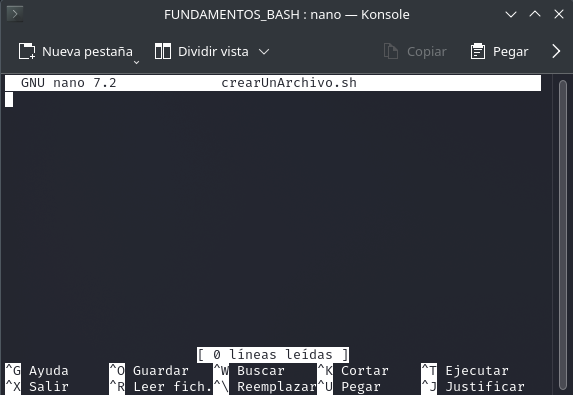 FUNDAMENTOS_BASH : nano — Konsole
Nueva pestaña Dividir vista Copiar Pegar
GNU nano 7.2 crearUnArchivo.sh
[ 0 líneas leídas ]
^G Ayuda ^O Guardar ^W Buscar ^K Cortar ^T Ejecutar
^X Salir ^R Leer fich. ^\ Reemplazar ^U Pegar ^J Justificar